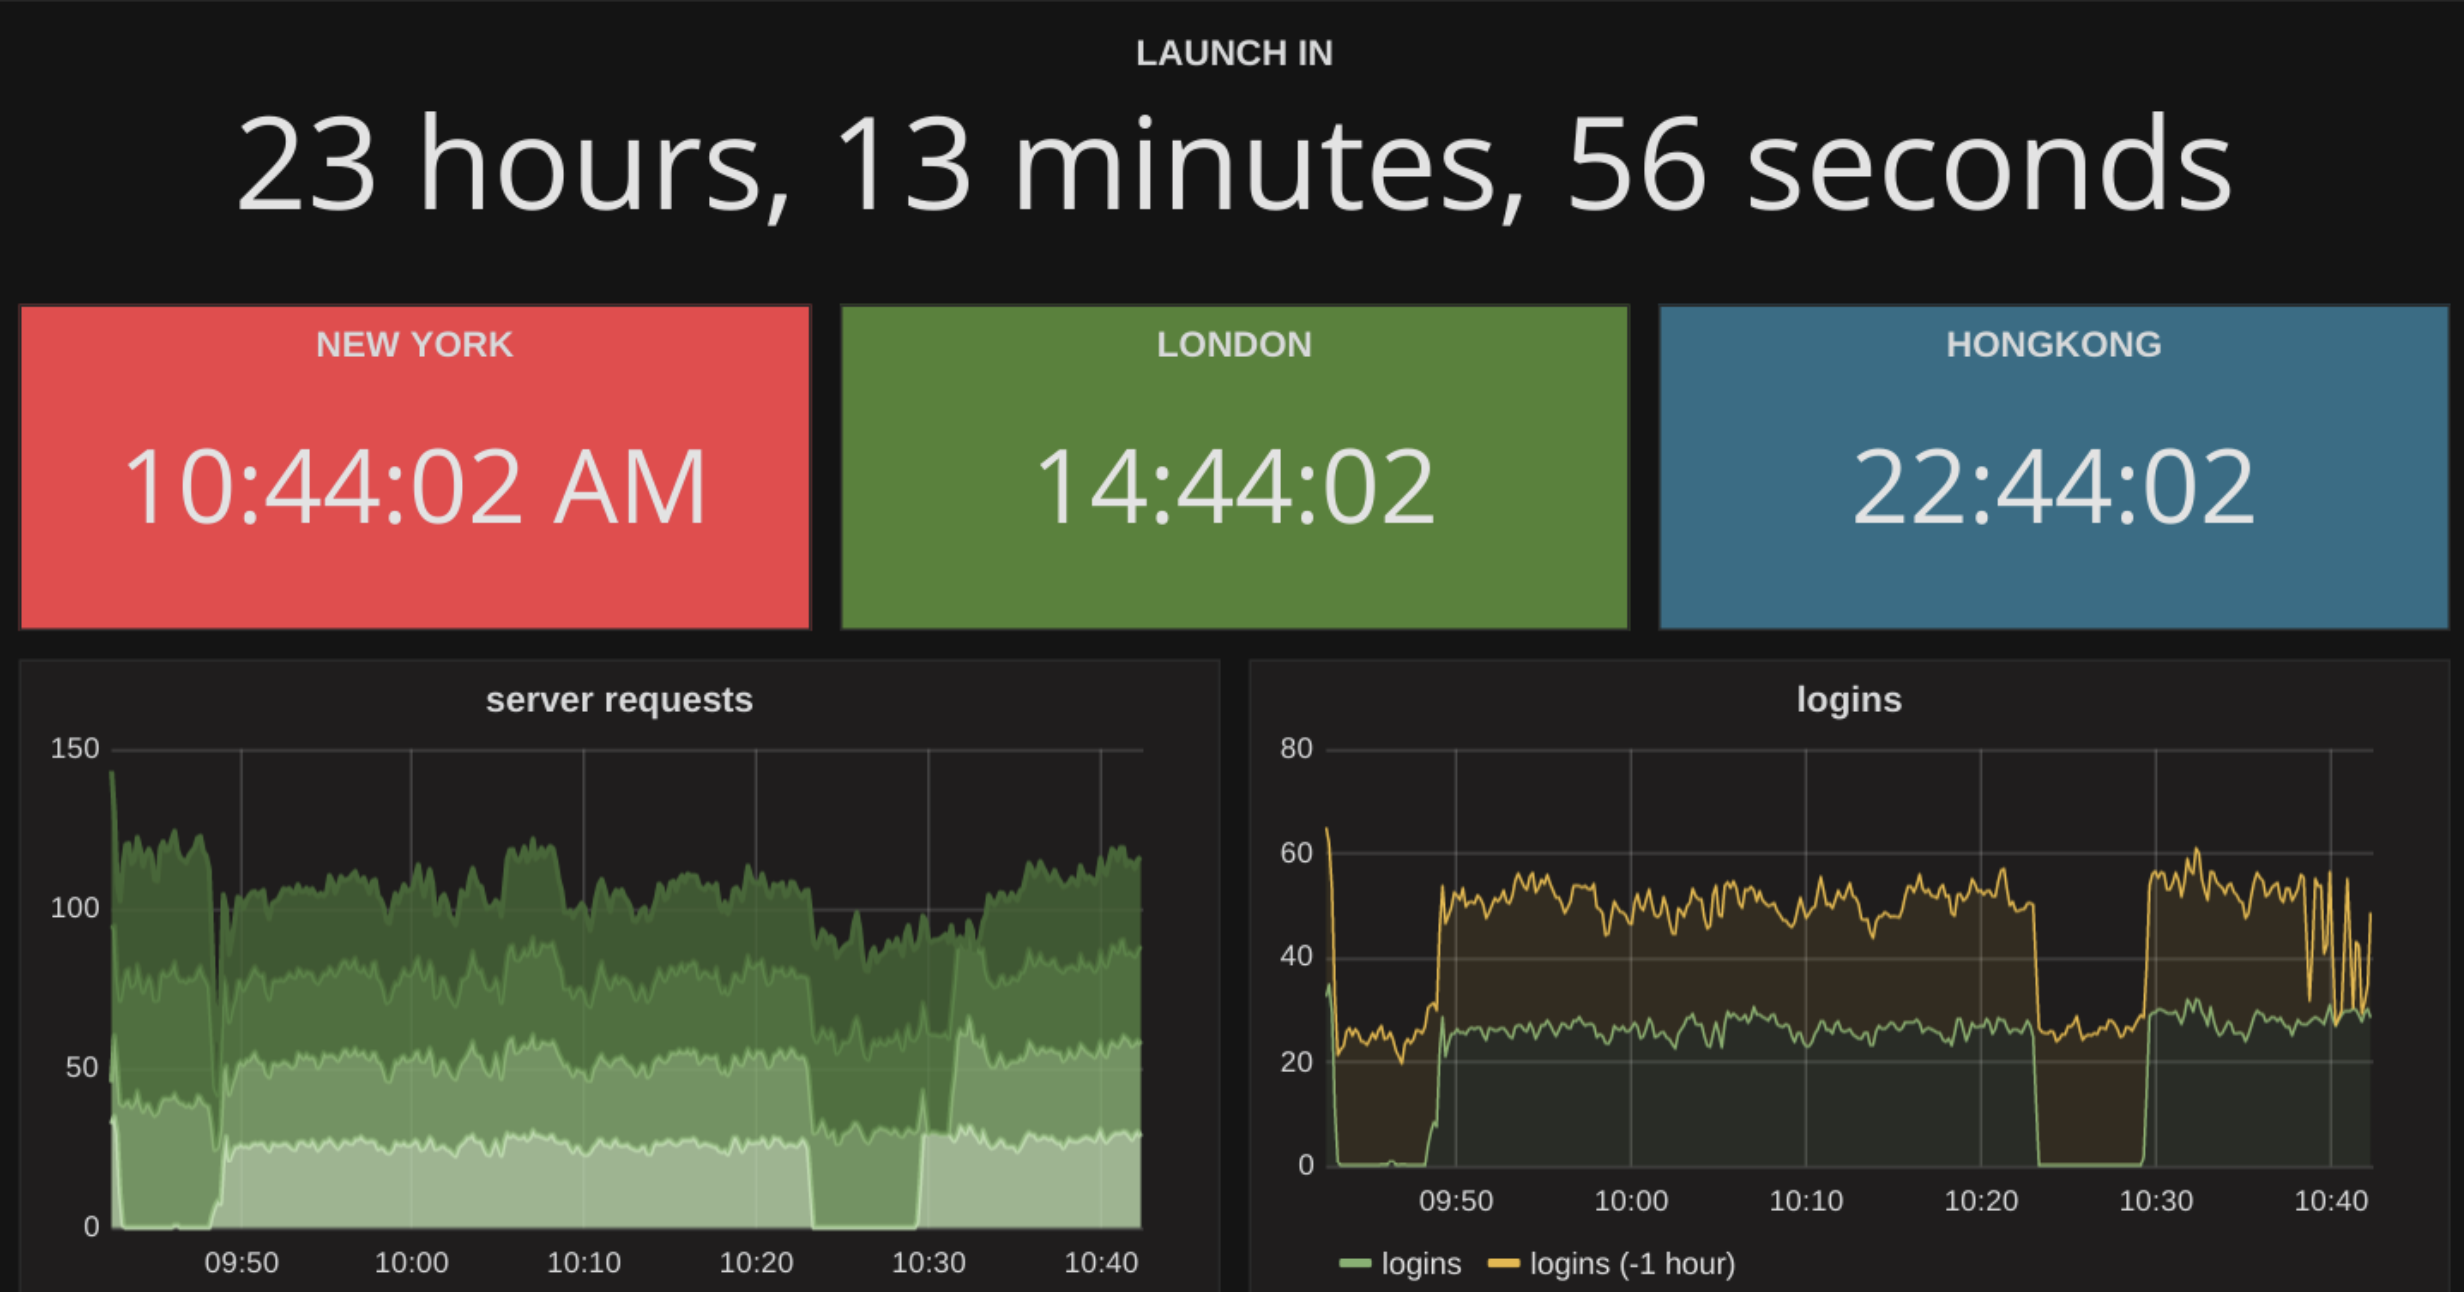 LAUNCH IN
23 hours, 13 minutes, 56 seconds
NEW YORK
10:44:02 AM
LONDON
14:44:02
HONGKONG
22:44:02
server requests
150
100
50
0
09:50 10:00 10:10 10:20 10:30 10:40
logins
80
60
40
20
0
09:50 10:00 10:10 10:20 10:30 10:40
logins logins (-1 hour)